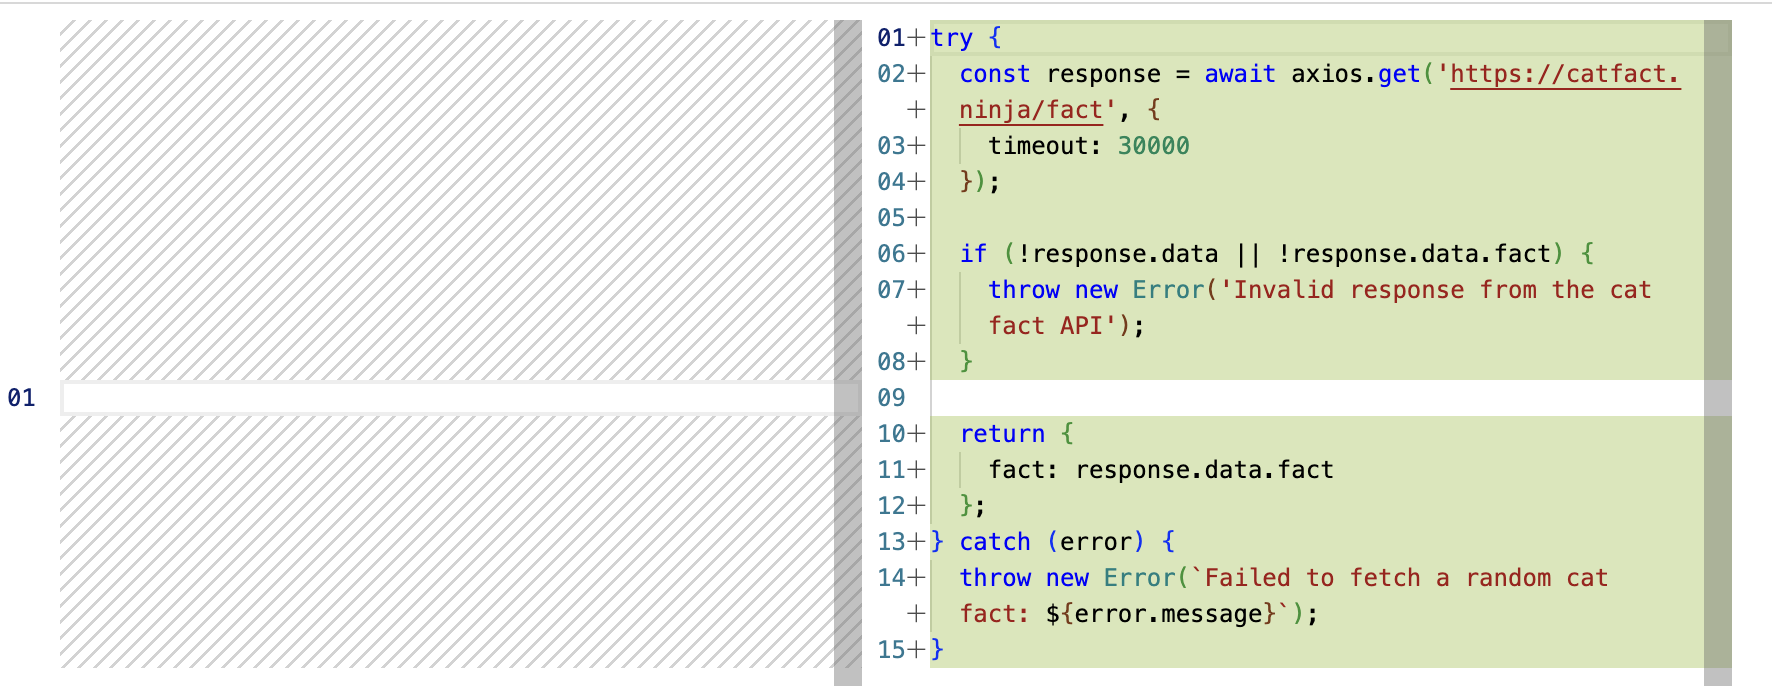 01
01+try {
02+  const response = await axios.get('https://catfact.
+  ninja/fact', {
03+    timeout: 30000
04+  });
05+
06+  if (!response.data || !response.data.fact) {
07+    throw new Error('Invalid response from the cat
+    fact API');
08+  }
09
10+  return {
11+    fact: response.data.fact
12+  };
13+} catch (error) {
14+  throw new Error(`Failed to fetch a random cat
+  fact: ${error.message}`);
15+}